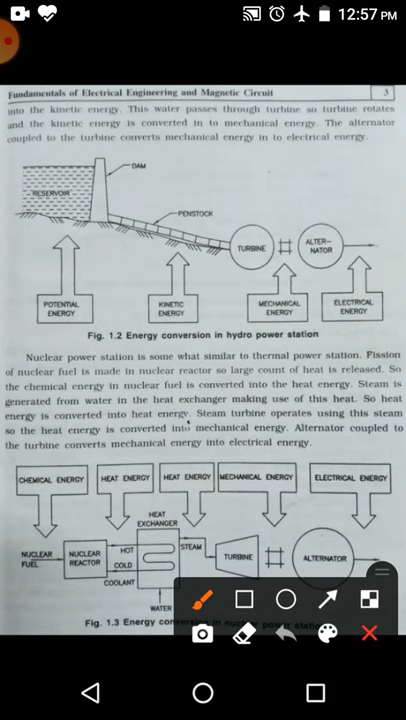 12:57 PM
Fundamentals of Electrical Engineering and Magnetic Circuit 3
into the kinetic energy. This water passes through turbine so turbine rotates
and the kinetic energy is converted in to mechanical energy. The alternator
coupled to the turbine converts mechanical energy in to electrical energy.
DAM
RESERVOIR
PENSTOCK
TURBINE
ALTER-
NATOR
POTENTIAL
ENERGY
KINETIC
ENERGY
MECHANICAL
ENERGY
ELECTRICAL
ENERGY
Fig. 1.2 Energy conversion in hydro power station
Nuclear power station is some what similar to thermal power station. Fission
of nuclear fuel is made in nuclear reactor so large count of heat is released. So
the chemical energy in nuclear fuel is converted into the heat energy. Steam is
generated from water in the heat exchanger making use of this heat. So heat
energy is converted into heat energy. Steam turbine operates using this steam
so the heat energy is converted into mechanical energy. Alternator coupled to
the turbine converts mechanical energy into electrical energy.
CHEMICAL ENERGY
HEAT ENERGY
HEAT ENERGY
MECHANICAL ENERGY
ELECTRICAL ENERGY
HEAT
EXCHANGER
NUCLEAR
FUEL
NUCLEAR
REACTOR
HOT
COLD
COOLANT
STEAM
TURBINE
ALTERNATOR
WATER
Fig. 1.3 Energy conversion in nuclear power station